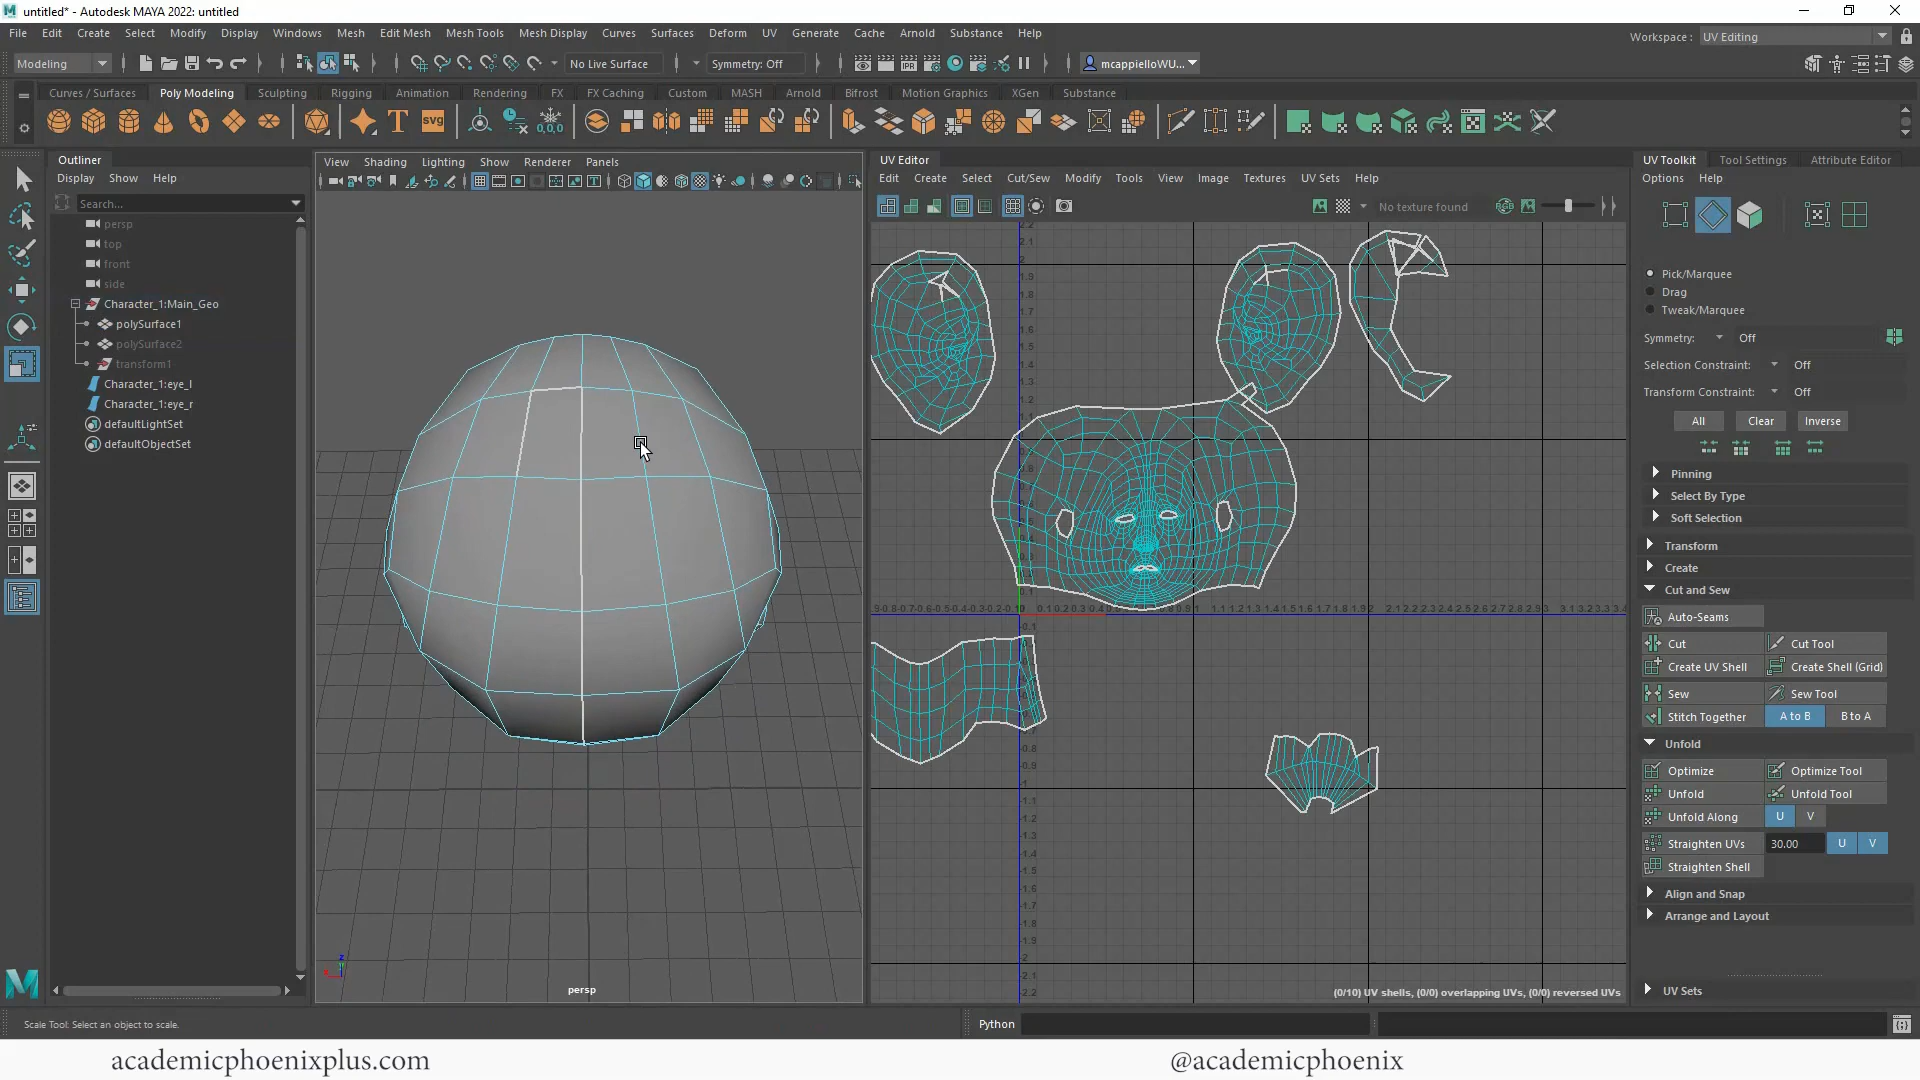 untitled* - Autodesk MAYA 2022: untitled
File Edit Create Select Modify Display Windows Mesh Edit Mesh Mesh Tools Mesh Display Curves Surfaces Deform UV Generate Cache Arnold Substance Help
Workspace : UV Editing
Modeling No Live Surface Symmetry: Off mcappielloWU...
Curves / Surfaces Poly Modeling Sculpting Rigging Animation Rendering FX FX Caching Custom MASH Arnold Bifrost Motion Graphics XGen Substance
Outliner
Display Show Help
Search...
persp
top
front
side
Character_1:Main_Geo
polySurface1
polySurface2
transform1
Character_1:eye_l
Character_1:eye_r
defaultLightSet
defaultObjectSet
View Shading Lighting Show Renderer Panels
persp
UV Editor
Edit Create Select Cut/Sew Modify Tools View Image Textures UV Sets Help
No texture found
(0/10) UV shells, (0/0) overlapping UVs, (0/0) reversed UVs
UV Toolkit Tool Settings Attribute Editor
Options Help
Pick/Marquee
Drag
Tweak/Marquee
Symmetry: Off
Selection Constraint: Off
Transform Constraint: Off
All Clear Inverse
Pinning
Select By Type
Soft Selection
Transform
Create
Cut and Sew
Auto-Seams
Cut Cut Tool
Create UV Shell Create Shell (Grid)
Sew Sew Tool
Stitch Together A to B B to A
Unfold
Optimize Optimize Tool
Unfold Unfold Tool
Unfold Along U V
Straighten UVs 30.00 U V
Straighten Shell
Align and Snap
Arrange and Layout
UV Sets
Scale Tool: Select an object to scale.
Python
academicphoenixplus.com
@academicphoenix